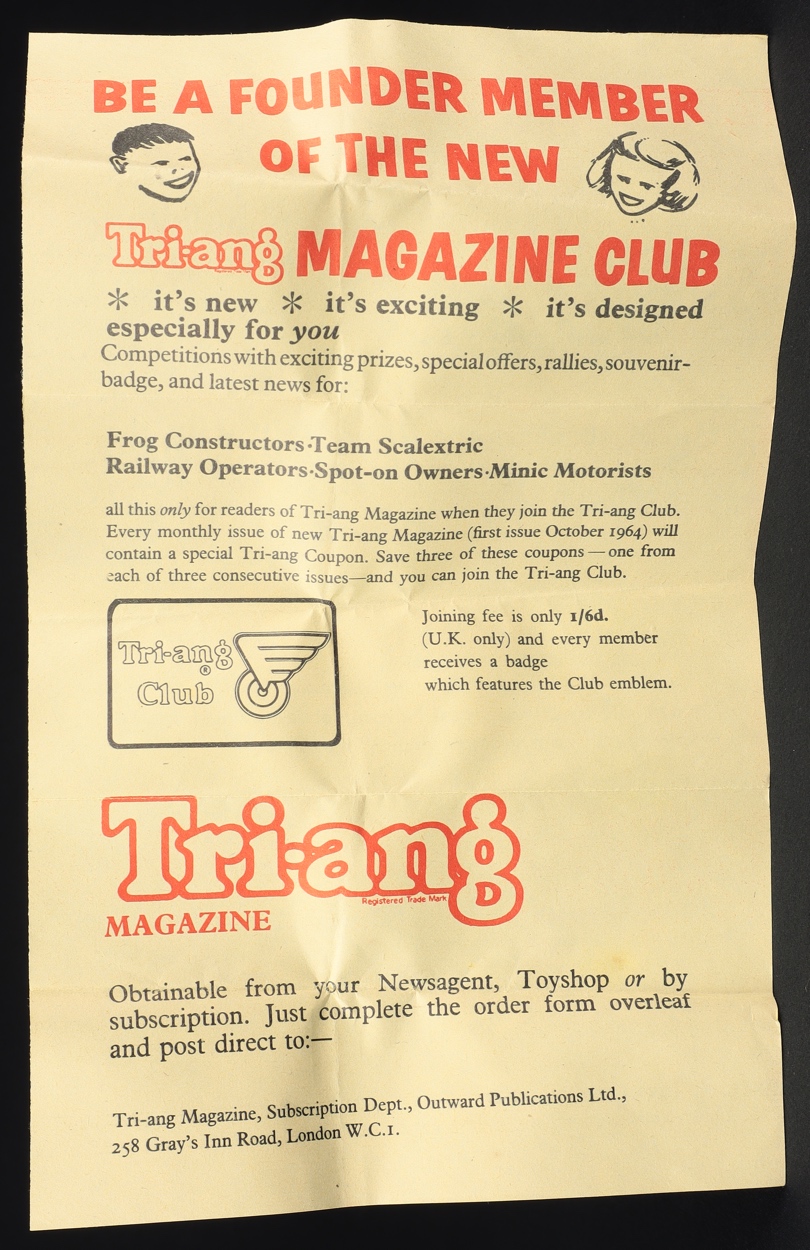 BE A FOUNDER MEMBER
OF THE NEW
Tri-ang MAGAZINE CLUB
* it's new * it's exciting * it's designed
especially for you
Competitions with exciting prizes, special offers, rallies, souvenir-
badge, and latest news for:
Frog Constructors·Team Scalextric
Railway Operators·Spot-on Owners·Minic Motorists
all this only for readers of Tri-ang Magazine when they join the Tri-ang Club.
Every monthly issue of new Tri-ang Magazine (first issue October 1964) will
contain a special Tri-ang Coupon. Save three of these coupons — one from
each of three consecutive issues—and you can join the Tri-ang Club.
Tri-ang
®
Club
Joining fee is only 1/6d.
(U.K. only) and every member
receives a badge
which features the Club emblem.
Tri-ang
Registered Trade Mark
MAGAZINE
Obtainable from your Newsagent, Toyshop or by
subscription. Just complete the order form overleaf
and post direct to:—
Tri-ang Magazine, Subscription Dept., Outward Publications Ltd.,
258 Gray's Inn Road, London W.C.1.